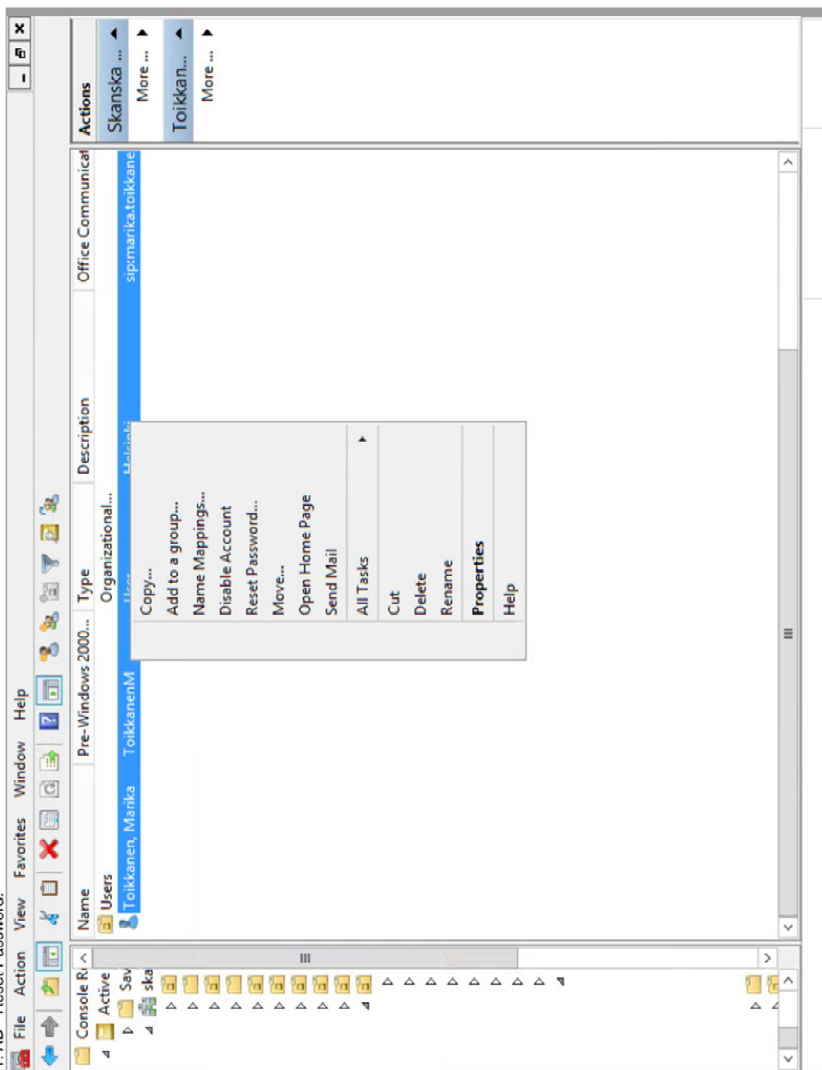 File Action View Favorites Window Help
Console R
Active
Sav
ska
Name Pre-Windows 2000... Type Description Office Communicat
Users Organizational...
Toikkanen, Marika ToikkanenM User Helsinki sip:marika.toikkane
Copy...
Add to a group...
Name Mappings...
Disable Account
Reset Password...
Move...
Open Home Page
Send Mail
All Tasks
Cut
Delete
Rename
Properties
Help
Actions
Skanska ...
More ...
Toikkan...
More ...